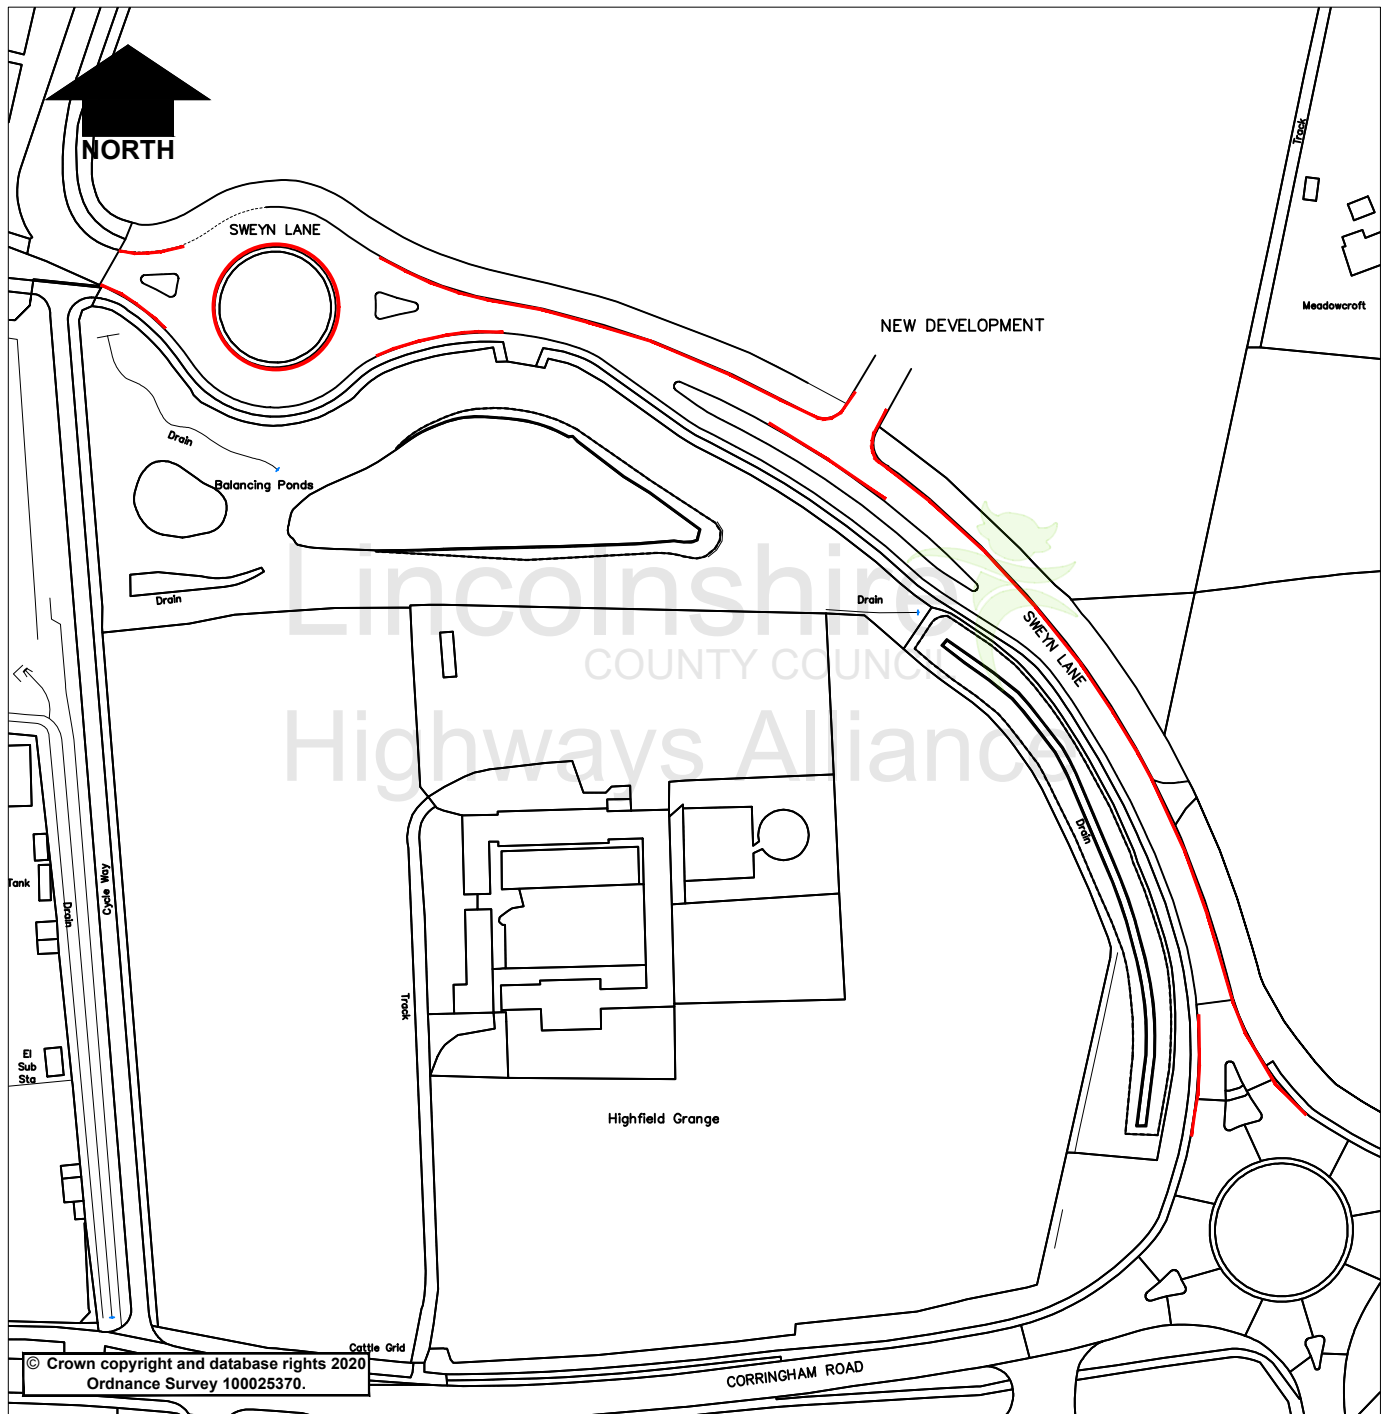 NORTH
Track
SWEYN LANE
Meadowcroft
NEW DEVELOPMENT
Drain
Balancing Ponds
Drain
Drain
Lincolnshire
COUNTY COUNCIL
Highways Alliance
SWEYN LANE
Drain
Tank
Cycle Way
Drain
Track
El
Sub
Sta
Highfield Grange
Cattle Grid
© Crown copyright and database rights 2020
Ordnance Survey 100025370.
CORRINGHAM ROAD